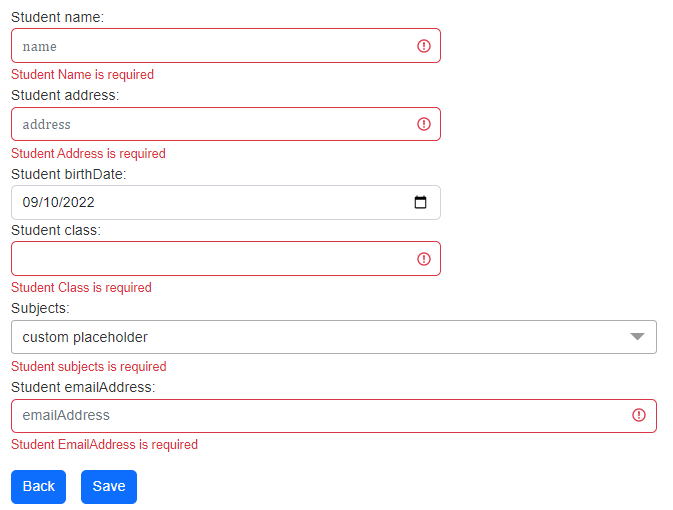 Student name:
name
Student Name is required
Student address:
address
Student Address is required
Student birthDate:
09/10/2022
Student class:
Student Class is required
Subjects:
custom placeholder
Student subjects is required
Student emailAddress:
emailAddress
Student EmailAddress is required
Back Save